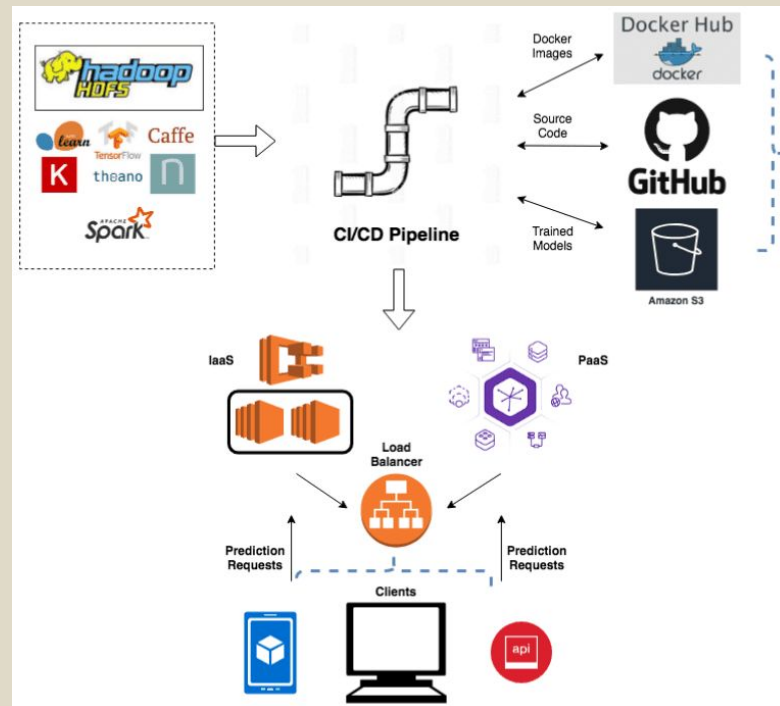 hadoop
HDFS
learn
TensorFlow
Caffe
K
theano
n
APACHE
Spark
CI/CD Pipeline
Docker
Images
Source
Code
Trained
Models
Docker Hub
docker
GitHub
Amazon S3
IaaS
PaaS
Load
Balancer
Prediction
Requests
Prediction
Requests
Clients
api